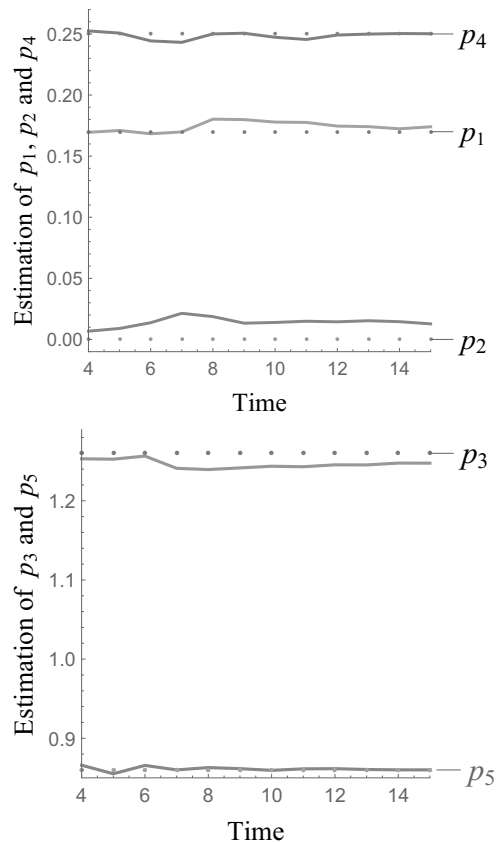 Estimation of p₁, p₂ and p₄
0.25
0.20
0.15
0.10
0.05
0.00
p₄
p₁
p₂
4 6 8 10 12 14
Time
Estimation of p₃ and p₅
1.2
1.1
1.0
0.9
p₃
p₅
4 6 8 10 12 14
Time